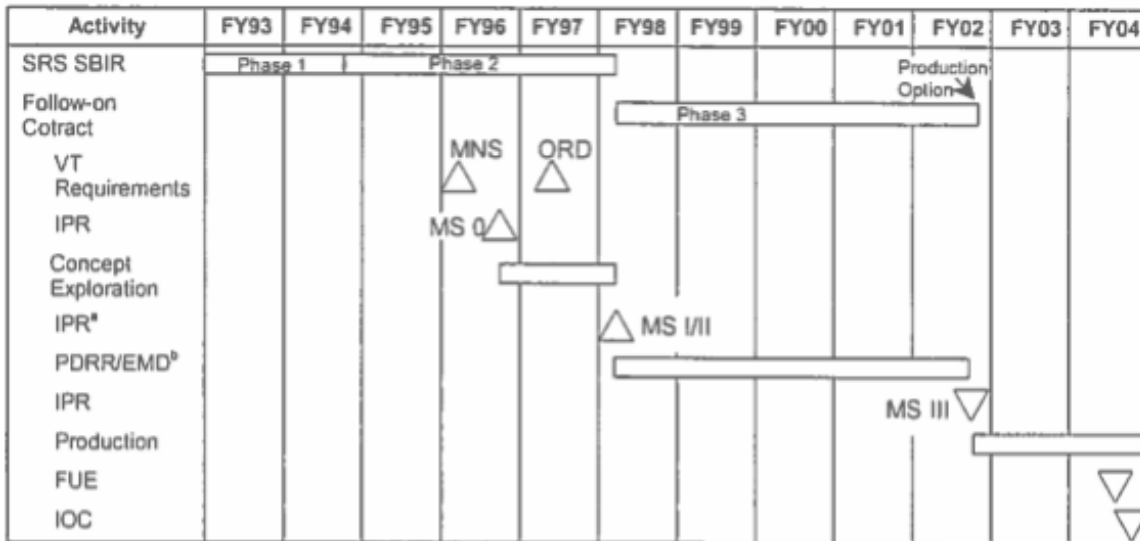 Activity FY93 FY94 FY95 FY96 FY97 FY98 FY99 FY00 FY01 FY02 FY03 FY04
SRS SBIR Phase 1 Phase 2
Production
Option
Follow-on
Cotract
Phase 3
VT
Requirements
MNS ORD
IPR MS 0
Concept
Exploration
IPRᵃ MS I/II
PDRR/EMDᵇ
IPR MS III
Production
FUE
IOC